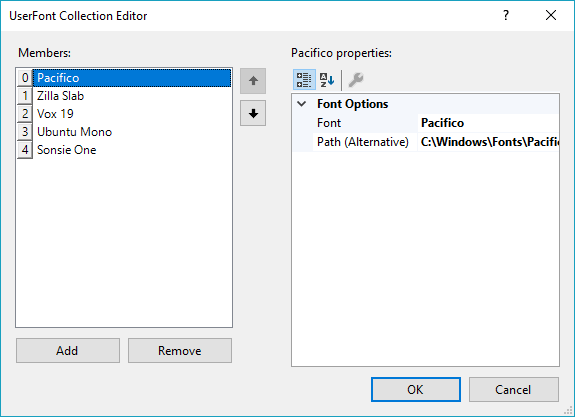 UserFont Collection Editor
?
Members:
Pacifico properties:
0 Pacifico
1 Zilla Slab
2 Vox 19
3 Ubuntu Mono
4 Sonsie One
Font Options
Font Pacifico
Path (Alternative) C:\Windows\Fonts\Pacific
Add
Remove
OK
Cancel